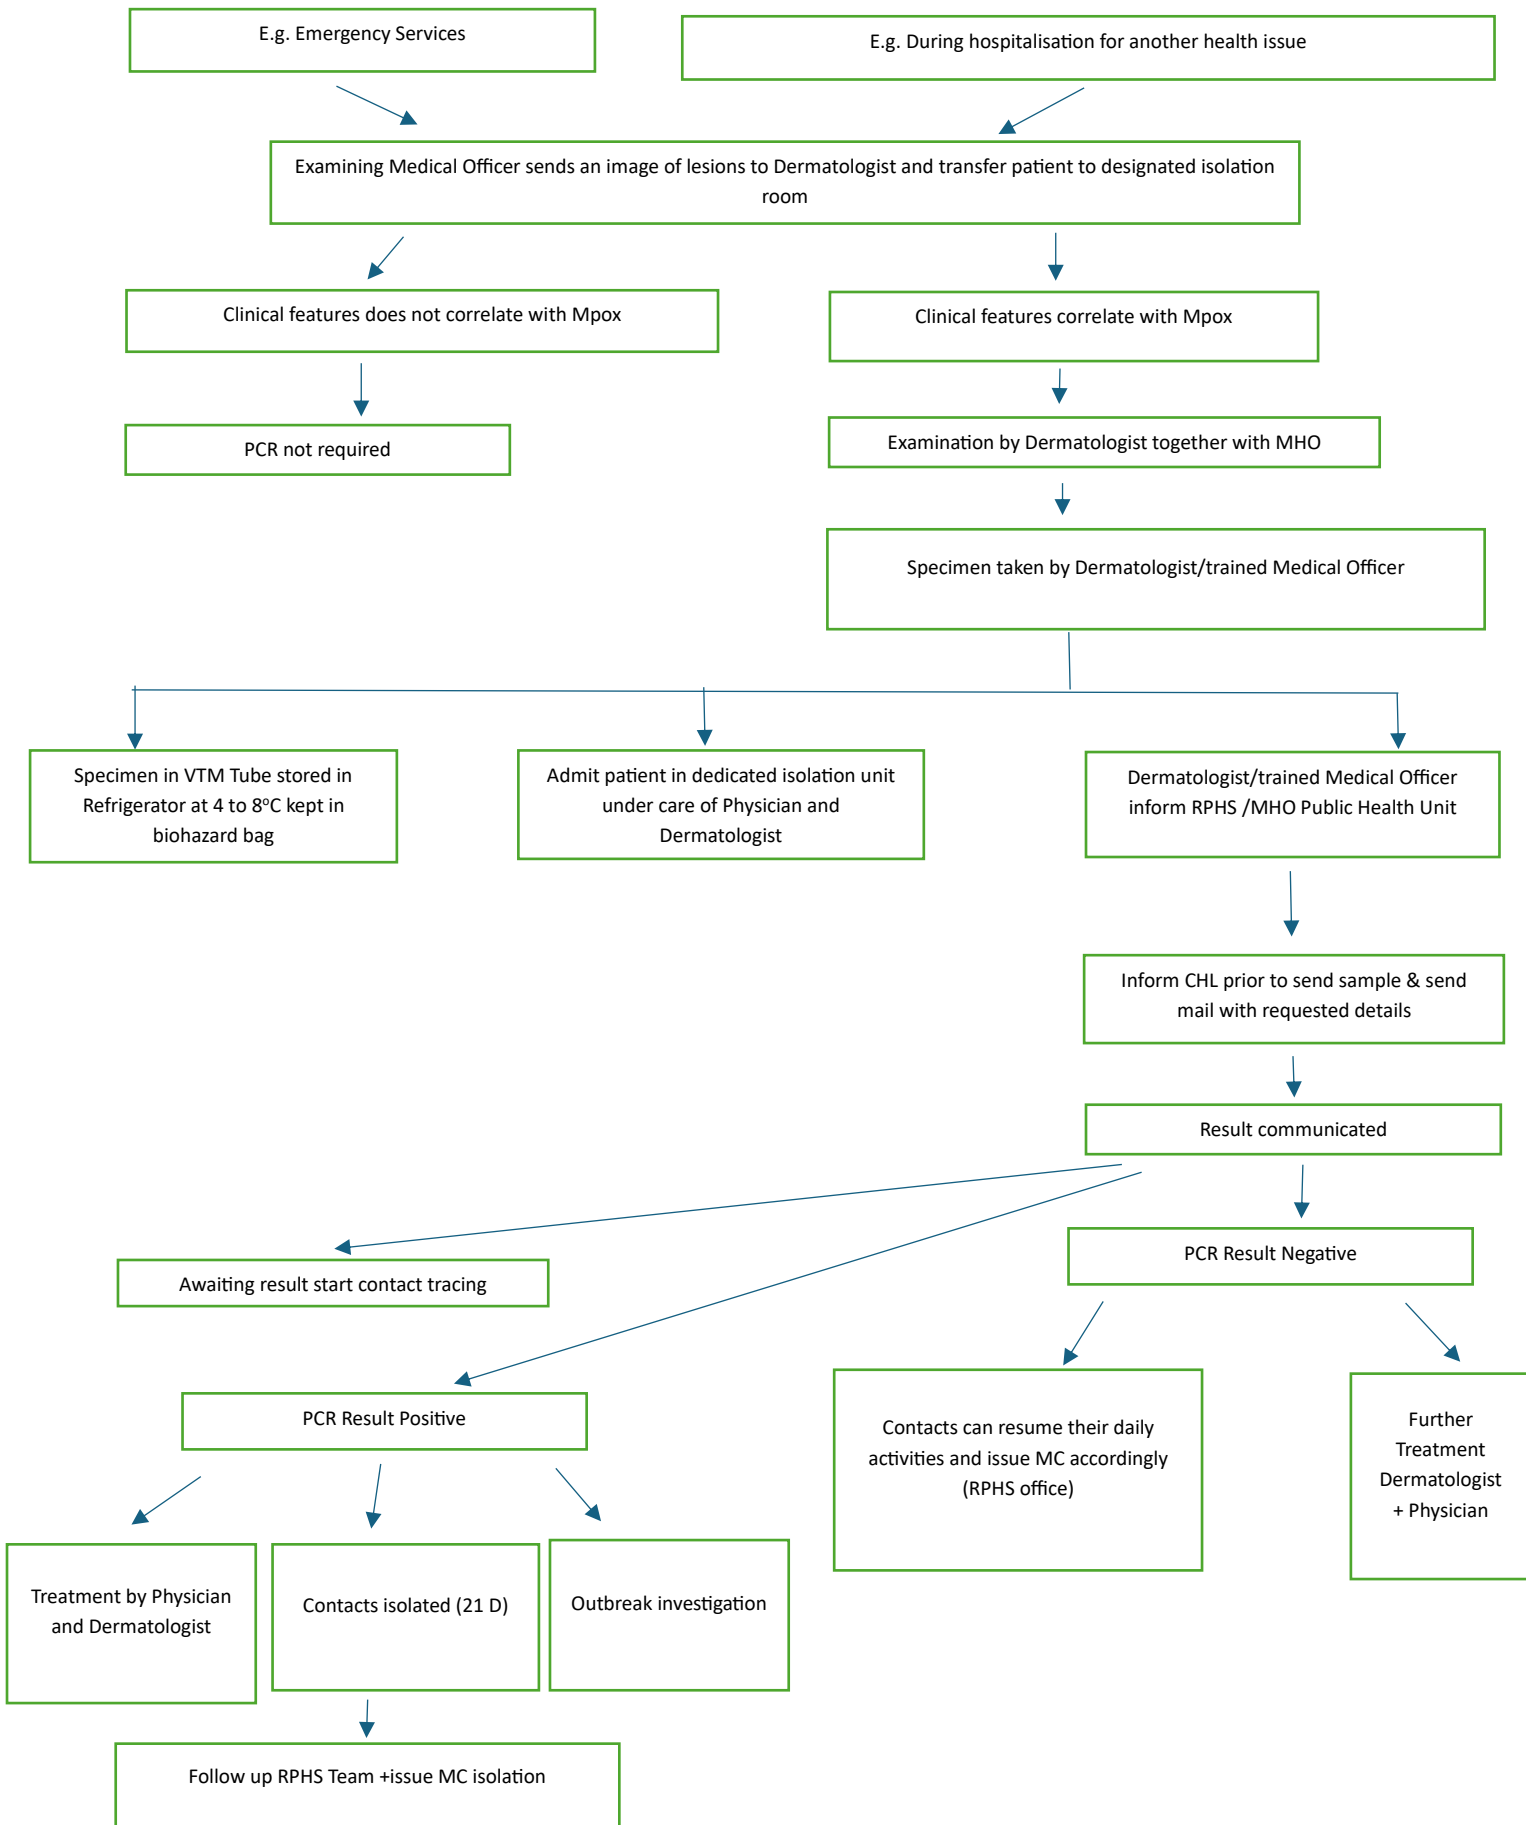 E.g. Emergency Services
E.g. During hospitalisation for another health issue
Examining Medical Officer sends an image of lesions to Dermatologist and transfer patient to designated isolation
room
Clinical features does not correlate with Mpox
Clinical features correlate with Mpox
PCR not required
Examination by Dermatologist together with MHO
Specimen taken by Dermatologist/trained Medical Officer
Specimen in VTM Tube stored in
Refrigerator at 4 to 8°C kept in
biohazard bag
Admit patient in dedicated isolation unit
under care of Physician and
Dermatologist
Dermatologist/trained Medical Officer
inform RPHS /MHO Public Health Unit
Inform CHL prior to send sample & send
mail with requested details
Result communicated
Awaiting result start contact tracing
PCR Result Negative
PCR Result Positive
Contacts can resume their daily
activities and issue MC accordingly
(RPHS office)
Further
Treatment
Dermatologist
+ Physician
Treatment by Physician
and Dermatologist
Contacts isolated (21 D)
Outbreak investigation
Follow up RPHS Team +issue MC isolation